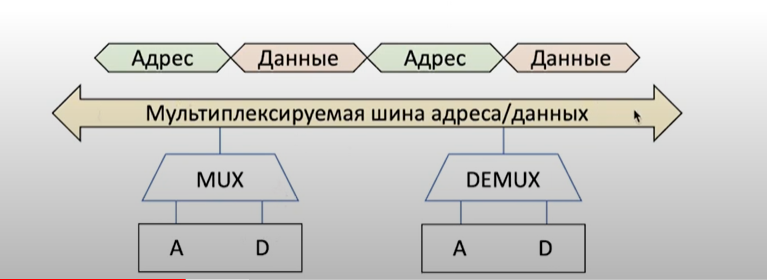 Адрес Данные Адрес Данные
Мультиплексируемая шина адреса/данных
MUX DEMUX
A D A D